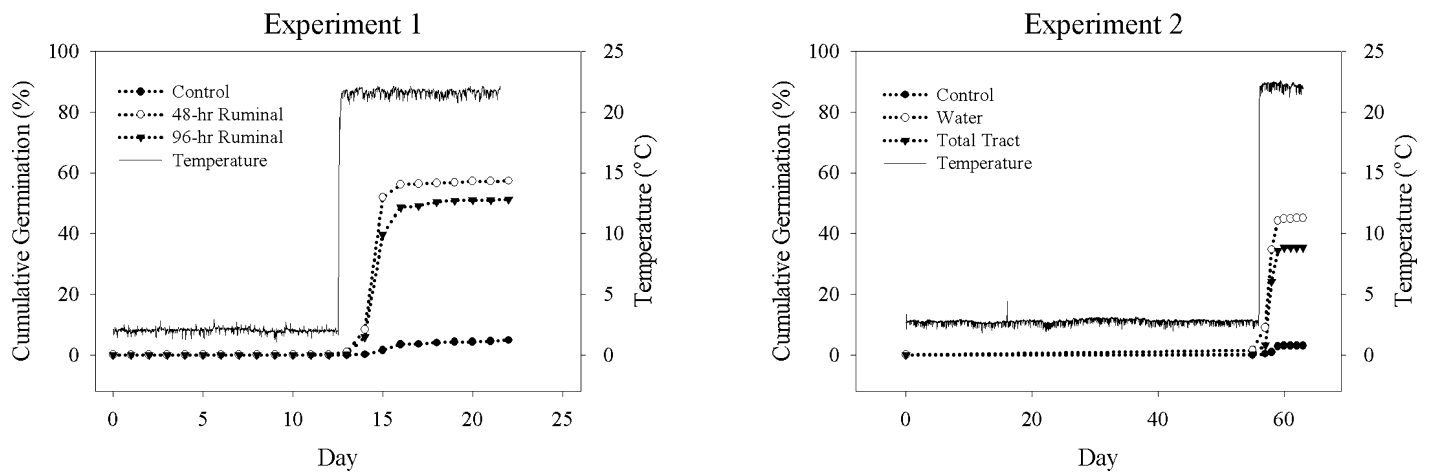 Experiment 1
Cumulative Germination (%)
100
80
60
40
20
0
Control
48-hr Ruminal
96-hr Ruminal
Temperature
25
20
15
10
5
0
Temperature (°C)
0
5
10
15
20
25
Day
Experiment 2
Cumulative Germination (%)
100
80
60
40
20
0
Control
Water
Total Tract
Temperature
25
20
15
10
5
0
Temperature (°C)
0
20
40
60
Day